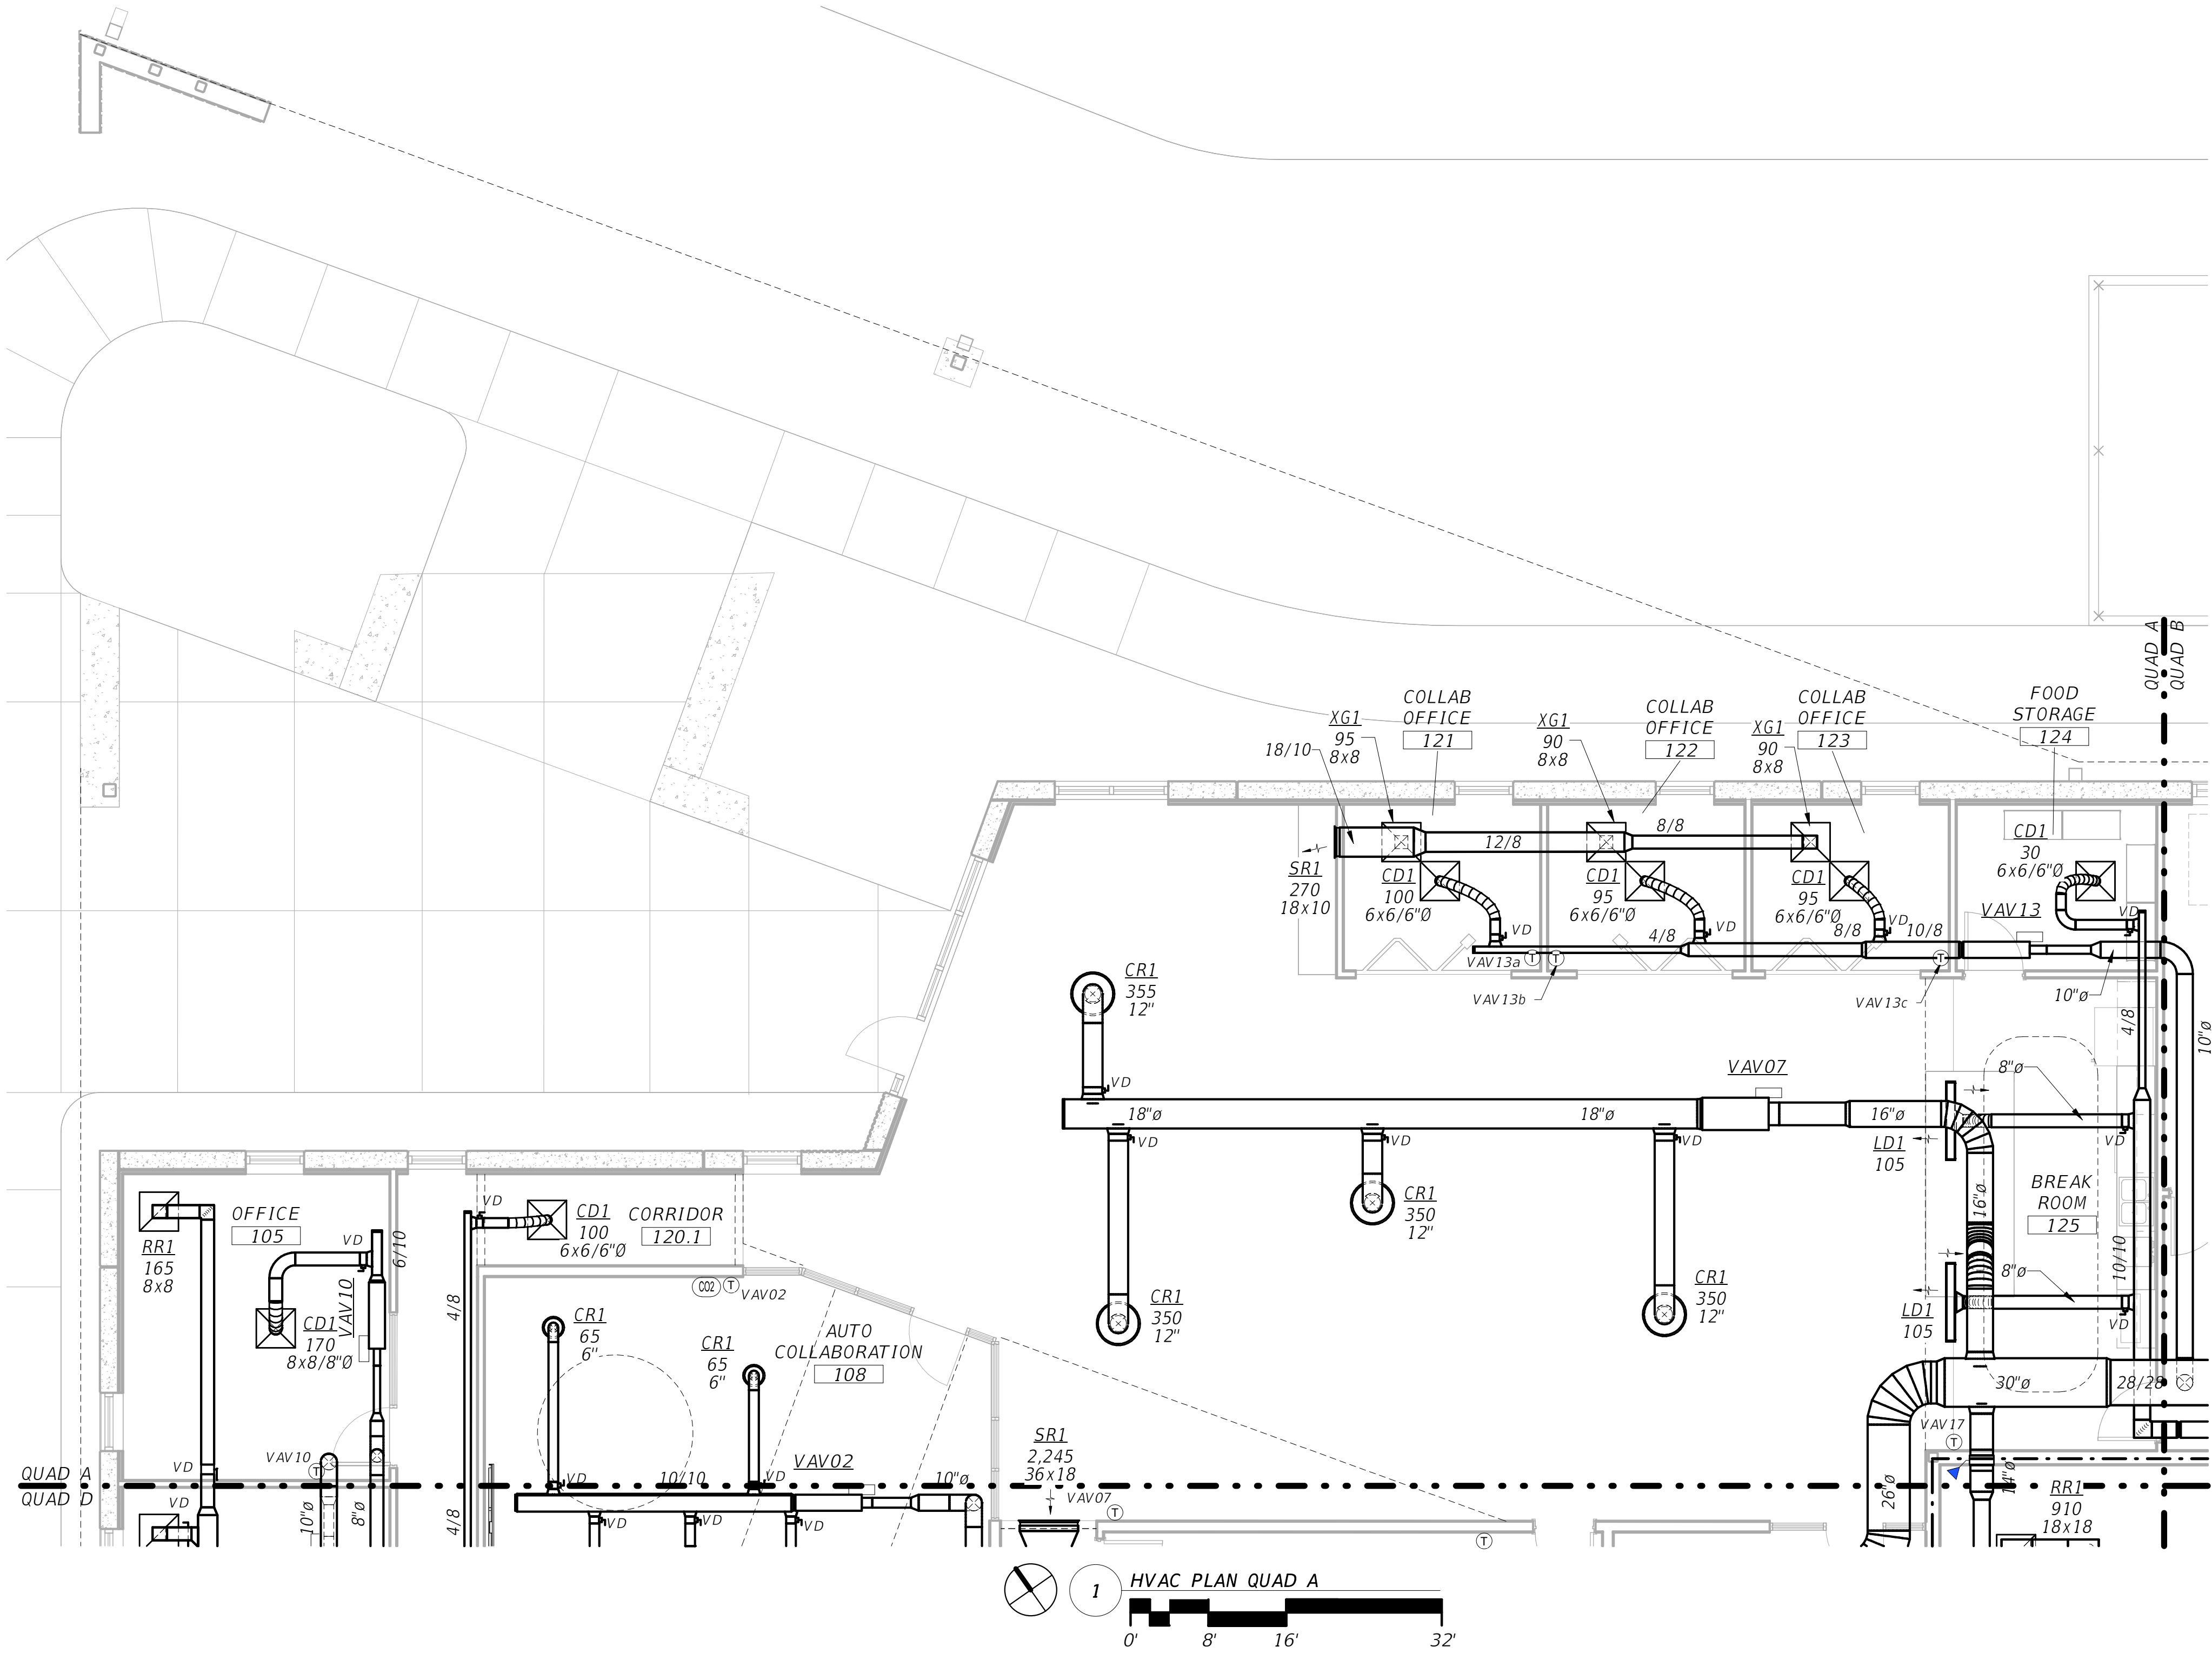 QUAD A
QUAD B
COLLAB
OFFICE
121
XG1
95
8x8
18/10
COLLAB
OFFICE
122
XG1
90
8x8
COLLAB
OFFICE
123
XG1
90
8x8
FOOD
STORAGE
124
12/8
8/8
SR1
270
18x10
CD1
100
6x6/6"Ø
CD1
95
6x6/6"Ø
CD1
95
6x6/6"Ø
CD1
30
6x6/6"Ø
VAV13
VD
VD
VD
VD
4/8
8/8
10/8
VAV13a
T
T
T
VAV13b
VAV13c
10"ø
4/8
10"ø
CR1
355
12"
VD
18"ø
18"ø
VAV07
16"ø
8"ø
VD
VD
VD
VD
LD1
105
CR1
350
12"
CR1
350
12"
CR1
350
12"
16"ø
BREAK
ROOM
125
10/10
8"ø
VD
LD1
105
30"ø
28/28
VAV17
T
26"ø
14"ø
RR1
910
18x18
OFFICE
105
RR1
165
8x8
VD
6/10
VAV10
CD1
170
8x8/8"Ø
VAV10
T
VD
VD
10"ø
8"ø
VD
CD1
100
6x6/6"Ø
CORRIDOR
120.1
4/8
4/8
CO2
T
VAV02
CR1
65
6"
CR1
65
6"
AUTO
COLLABORATION
108
VAV02
VD
10/10
VD
10"ø
VD
VD
VD
SR1
2,245
36x18
VAV07
T
T
QUAD A
QUAD D
1
HVAC PLAN QUAD A
0'
8'
16'
32'